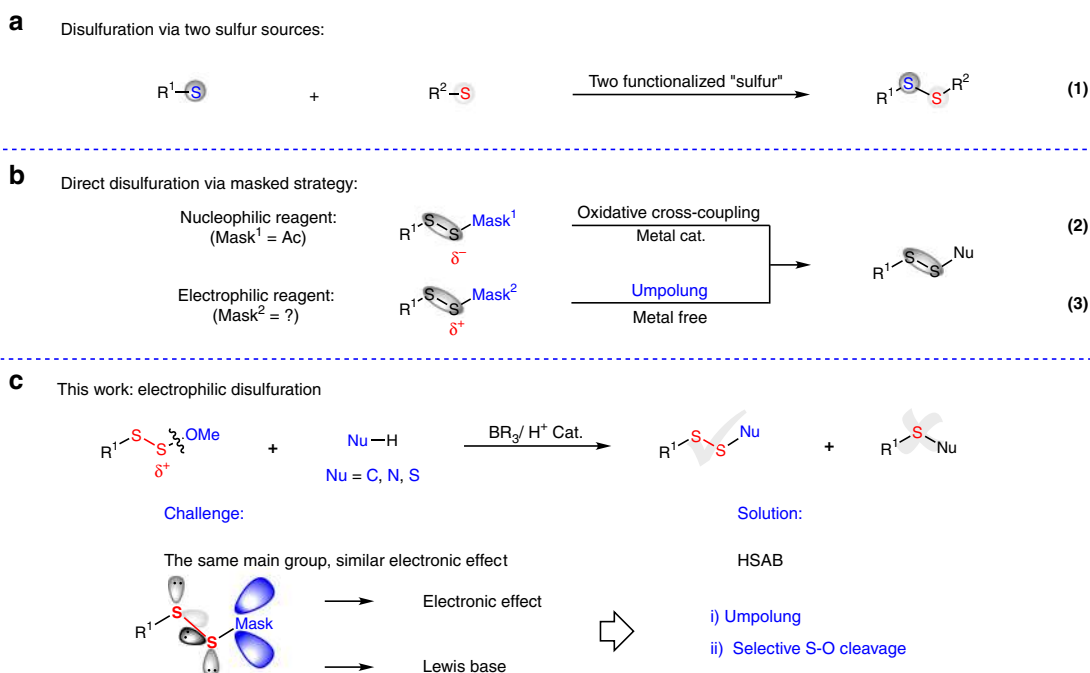 a
Disulfuration via two sulfur sources:
R¹–S + R²–S Two functionalized "sulfur" R¹ S S R² (1)
b
Direct disulfuration via masked strategy:
Nucleophilic reagent: R¹ S S Mask¹ Oxidative cross-coupling (2)
(Mask¹ = Ac) δ⁻ Metal cat.
R¹ S S Nu
Electrophilic reagent: R¹ S S Mask² Umpolung (3)
(Mask² = ?) δ⁺ Metal free
c
This work: electrophilic disulfuration
R¹ S S OMe + Nu–H BR₃/ H⁺ Cat. R¹ S S Nu + R¹ S Nu
δ⁺ Nu = C, N, S
Challenge: Solution:
The same main group, similar electronic effect HSAB
R¹ S S Mask Electronic effect i) Umpolung
ii) Selective S-O cleavage
Lewis base